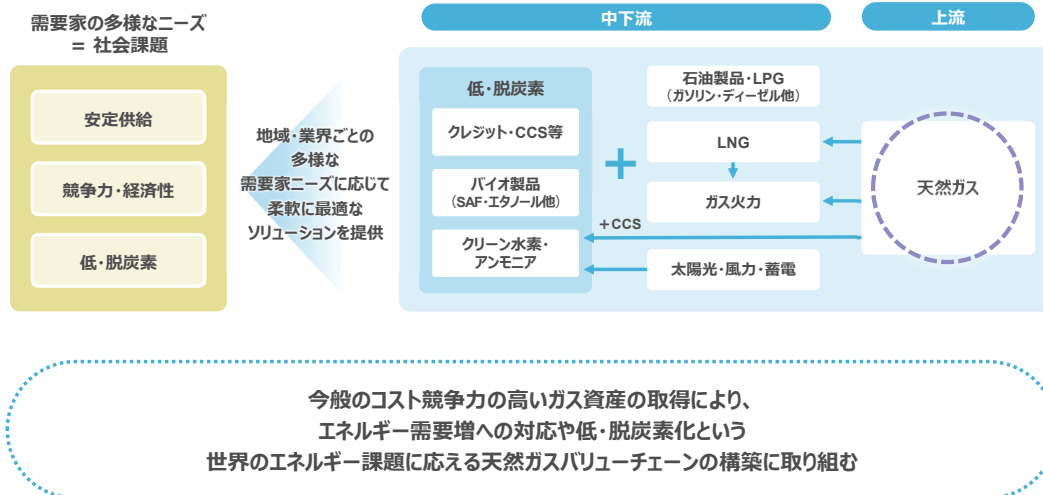 需要家の多様なニーズ
= 社会課題
安定供給
競争力・経済性
低・脱炭素
地域・業界ごとの
多様な
需要家ニーズに応じて
柔軟に最適な
ソリューションを提供
中下流
上流
低・脱炭素
クレジット・CCS等
バイオ製品
(SAF・エタノール他)
クリーン水素・
アンモニア
+
石油製品・LPG
(ガソリン・ディーゼル他)
LNG
ガス火力
+CCS
太陽光・風力・蓄電
天然ガス
今般のコスト競争力の高いガス資産の取得により、
エネルギー需要増への対応や低・脱炭素化という
世界のエネルギー課題に応える天然ガスバリューチェーンの構築に取り組む